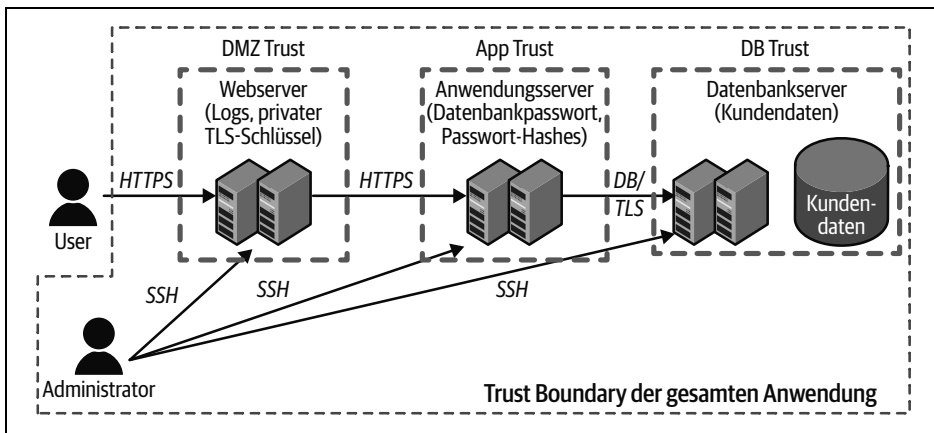 DMZ Trust
App Trust
DB Trust
Webserver
(Logs, privater
TLS-Schlüssel)
Anwendungsserver
(Datenbankpasswort,
Passwort-Hashes)
Datenbankserver
(Kundendaten)
HTTPS
HTTPS
DB/
TLS
Kunden-
daten
User
SSH
SSH
SSH
Administrator
Trust Boundary der gesamten Anwendung